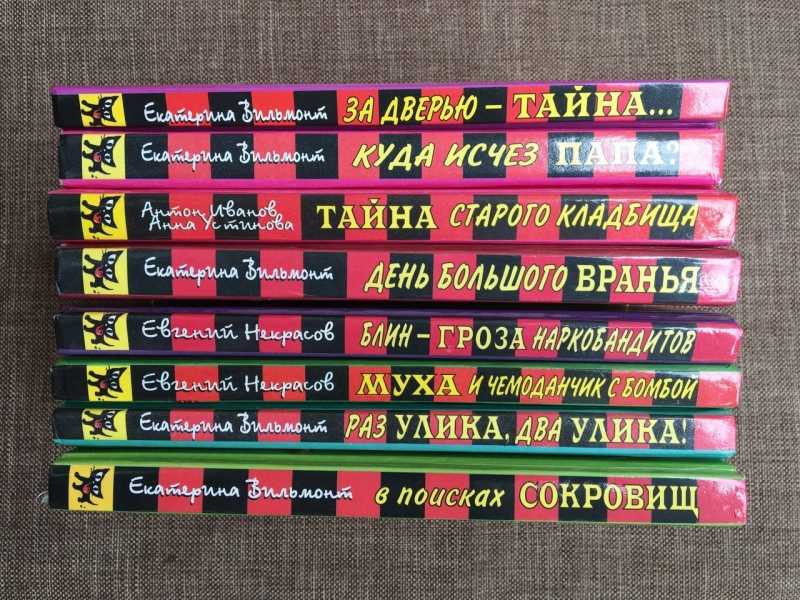 Екатерина Вильмонт ЗА ДВЕРЬЮ – ТАЙНА...
Екатерина Вильмонт КУДА ИСЧЕЗ ПАПА?
Антон Иванов
Анна Устинова
ТАЙНА СТАРОГО КЛАДБИЩА
Екатерина Вильмонт ДЕНЬ БОЛЬШОГО ВРАНЬЯ
Евгений Некрасов БЛИН – ГРОЗА НАРКОБАНДИТОВ
Евгений Некрасов МУХА И ЧЕМОДАНЧИК С БОМБОЙ
Екатерина Вильмонт РАЗ УЛИКА, ДВА УЛИКА!
Екатерина Вильмонт в поисках СОКРОВИЩ